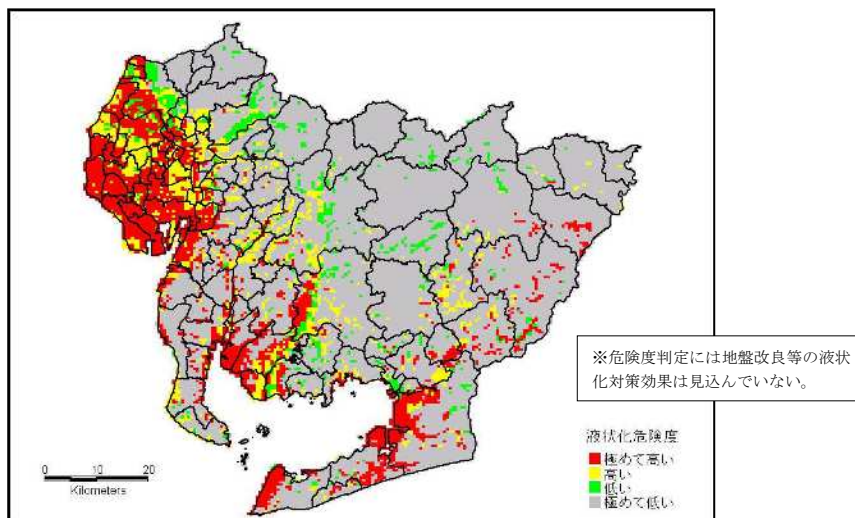 ※危険度判定には地盤改良等の液状
化対策効果は見込んでいない。
液状化危険度
極めて高い
高い
低い
極めて低い
0 10 20
Kilometers